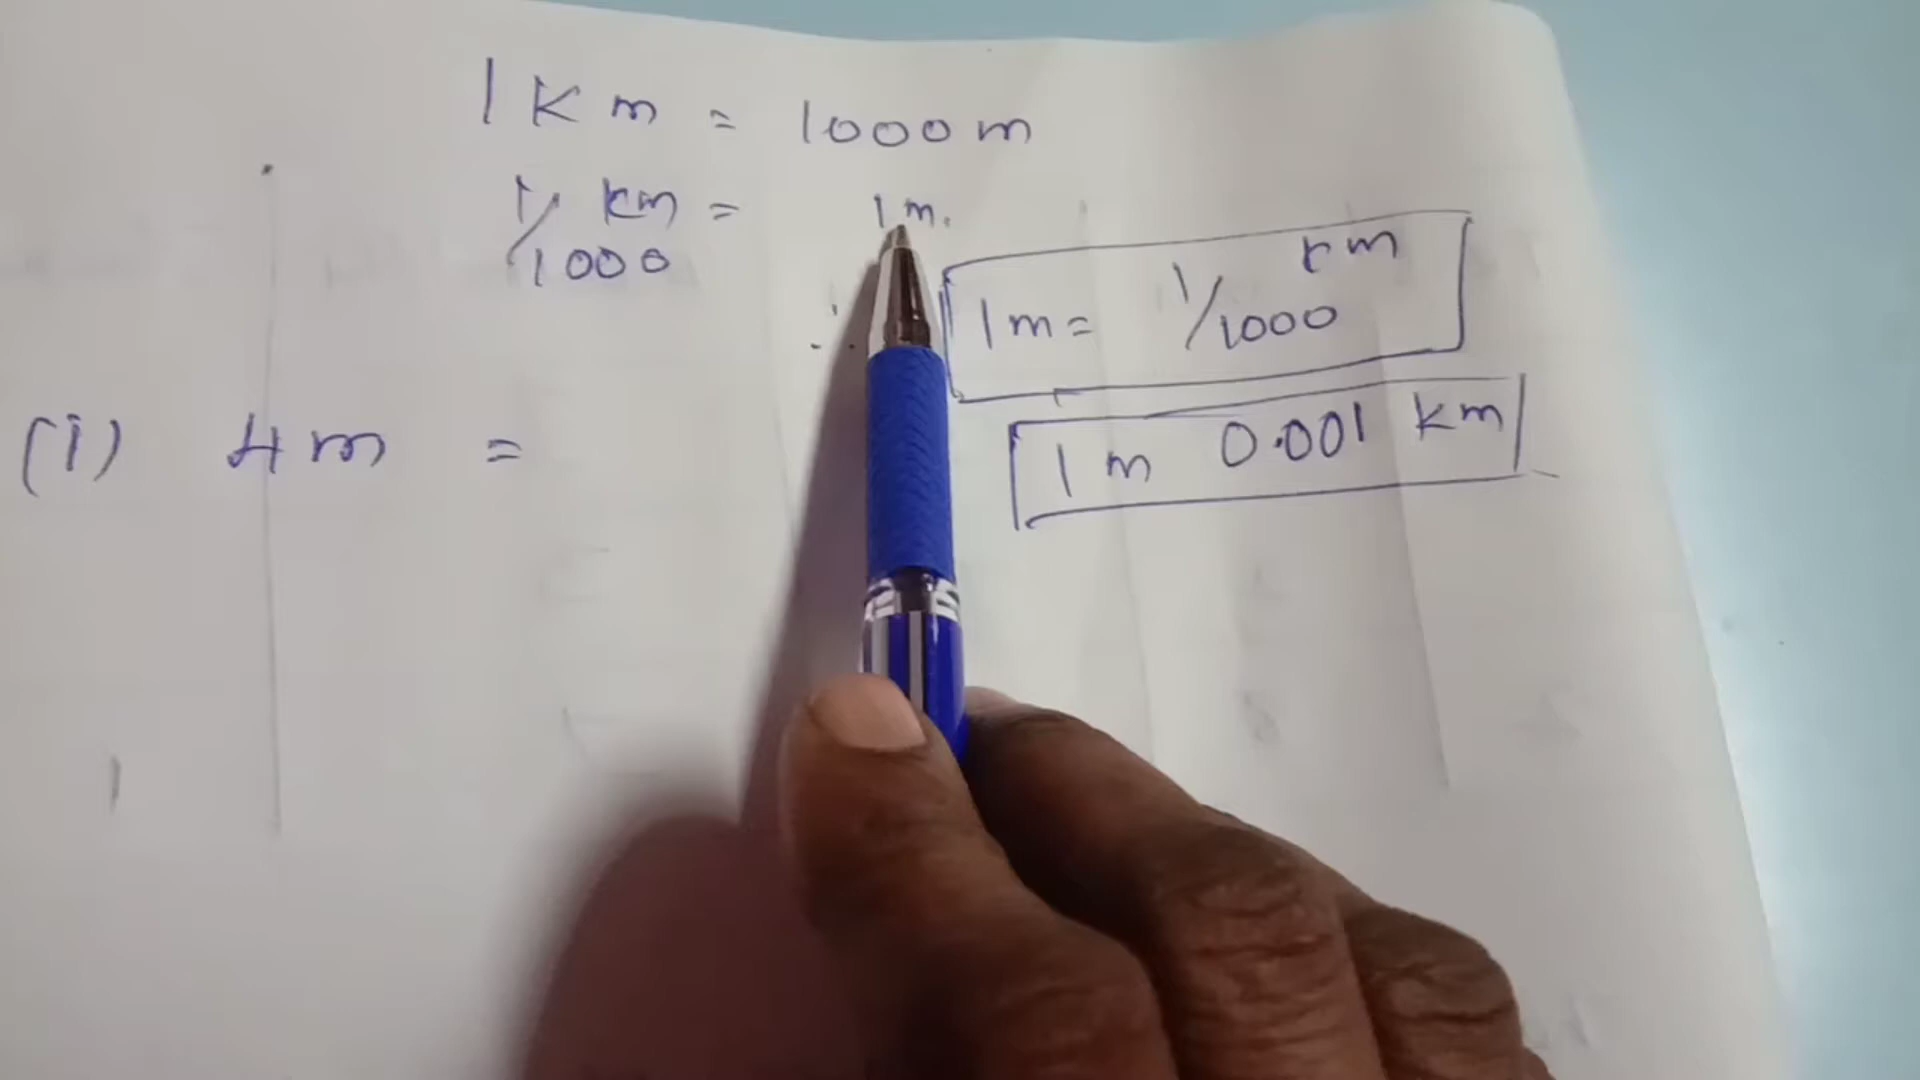 1 Km = 1000 m
1/1000 km = 1 m.
∴ 1 m = 1/1000 km
1 m 0.001 km
(i) 4 m =